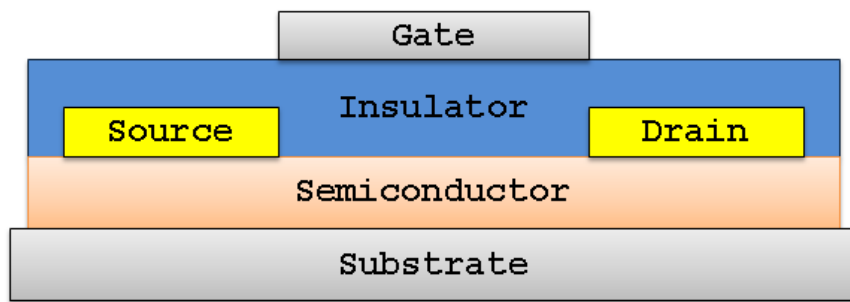 Gate
Insulator
Source
Drain
Semiconductor
Substrate